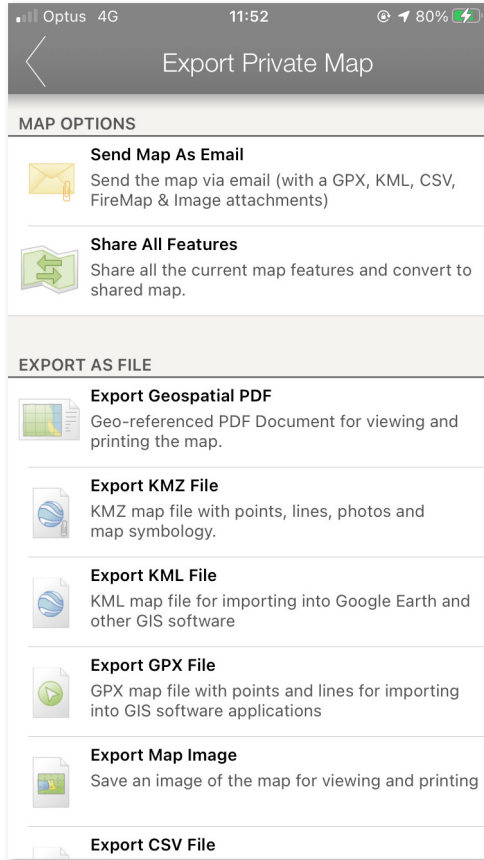 Optus 4G 11:52 80%
Export Private Map
MAP OPTIONS
Send Map As Email
Send the map via email (with a GPX, KML, CSV,
FireMap & Image attachments)
Share All Features
Share all the current map features and convert to
shared map.
EXPORT AS FILE
Export Geospatial PDF
Geo-referenced PDF Document for viewing and
printing the map.
Export KMZ File
KMZ map file with points, lines, photos and
map symbology.
Export KML File
KML map file for importing into Google Earth and
other GIS software
Export GPX File
GPX map file with points and lines for importing
into GIS software applications
Export Map Image
Save an image of the map for viewing and printing
Export CSV File